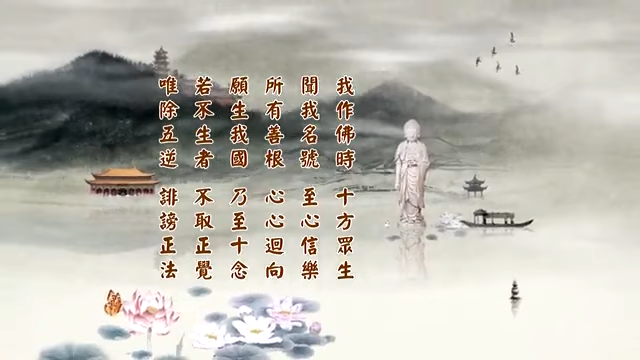 我作佛時 十方眾生
聞我名號 至心信樂
所有善根 心心迴向
願生我國 乃至十念
若不生者 不取正覺
唯除五逆 誹謗正法